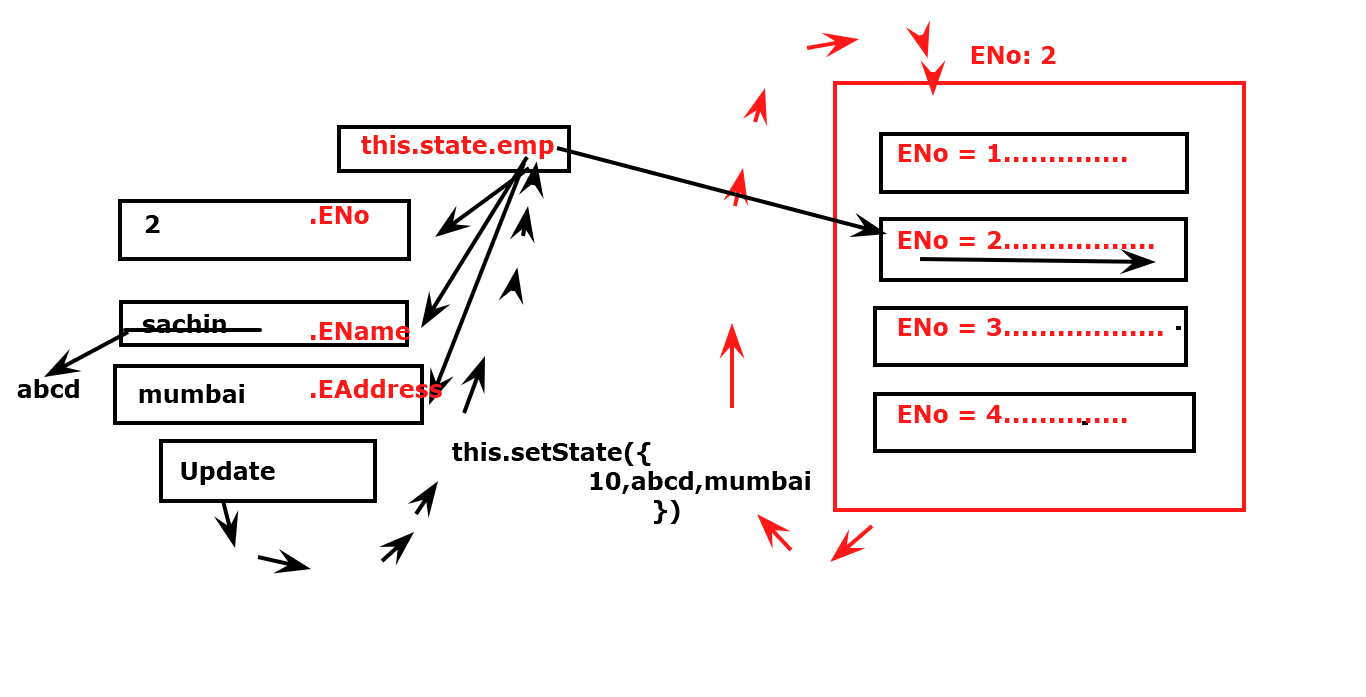 ENo: 2
this.state.emp
2 .ENo
sachin .EName
abcd
mumbai .EAddress
Update
this.setState({
10,abcd,mumbai
})
ENo = 1..............
ENo = 2.................
ENo = 3..................
ENo = 4..............